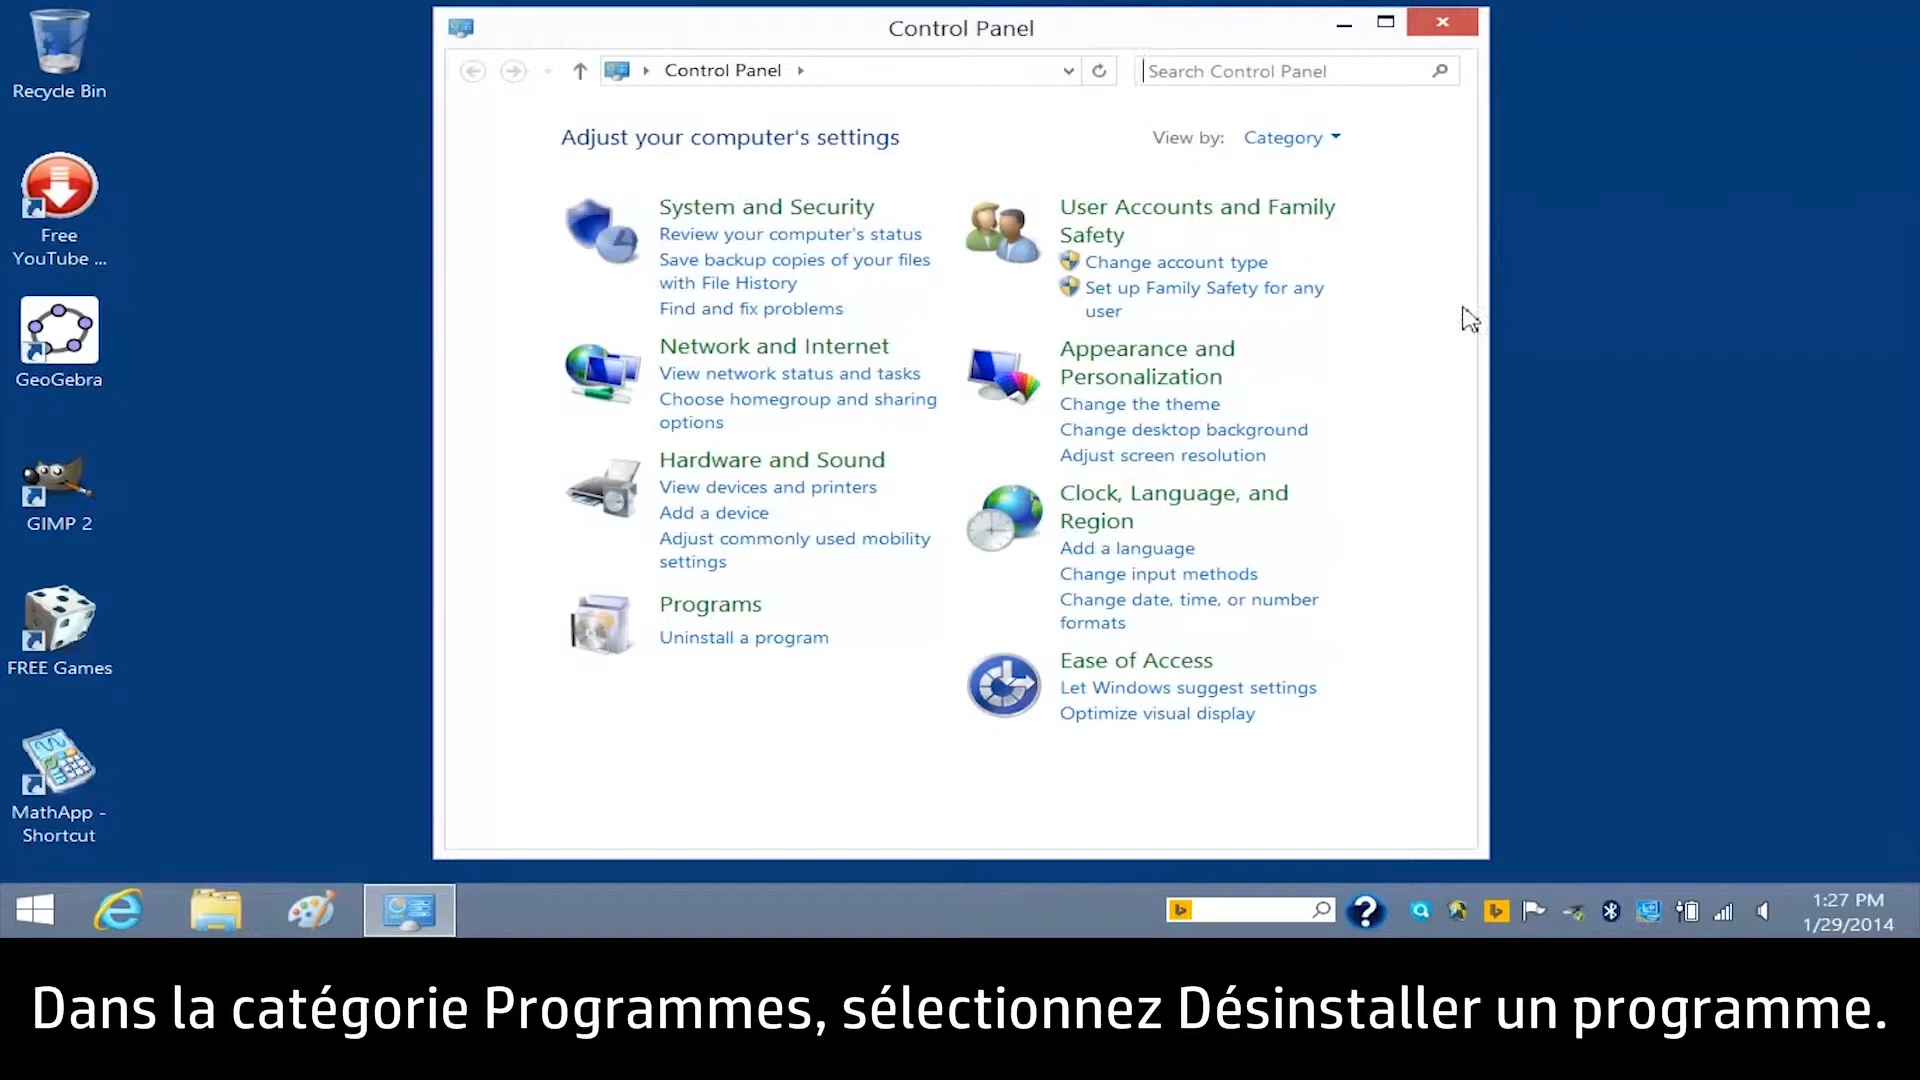 Recycle Bin
Free
YouTube ...
GeoGebra
GIMP 2
FREE Games
MathApp -
Shortcut
Control Panel
Control Panel
Search Control Panel
Adjust your computer's settings
View by: Category
System and Security
Review your computer's status
Save backup copies of your files
with File History
Find and fix problems
Network and Internet
View network status and tasks
Choose homegroup and sharing
options
Hardware and Sound
View devices and printers
Add a device
Adjust commonly used mobility
settings
Programs
Uninstall a program
User Accounts and Family
Safety
Change account type
Set up Family Safety for any
user
Appearance and
Personalization
Change the theme
Change desktop background
Adjust screen resolution
Clock, Language, and
Region
Add a language
Change input methods
Change date, time, or number
formats
Ease of Access
Let Windows suggest settings
Optimize visual display
1:27 PM
1/29/2014
Dans la catégorie Programmes, sélectionnez Désinstaller un programme.